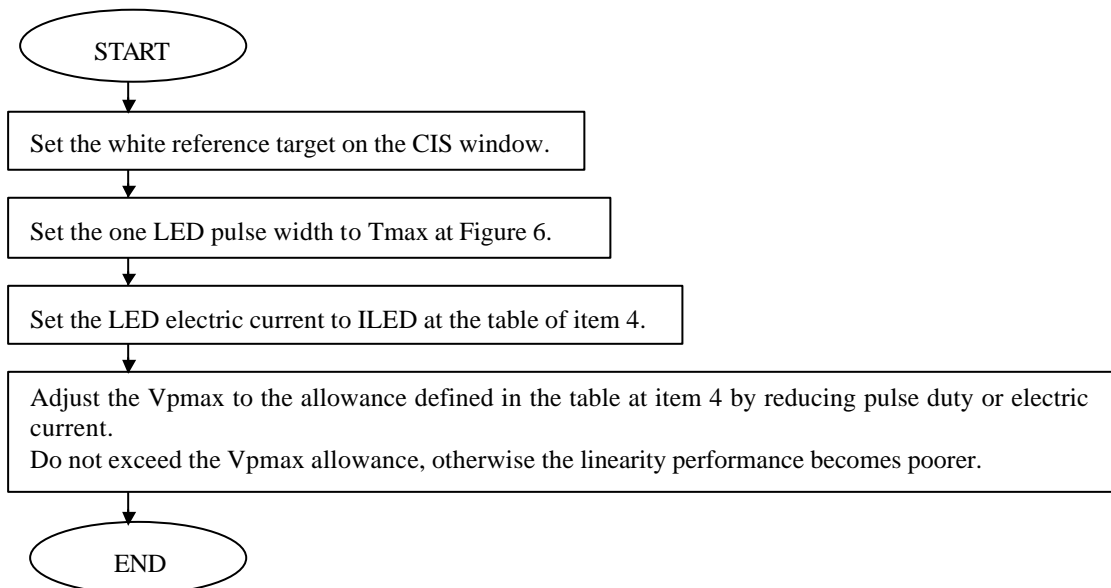 START
Set the white reference target on the CIS window.
Set the one LED pulse width to Tmax at Figure 6.
Set the LED electric current to ILED at the table of item 4.
Adjust the Vpmax to the allowance defined in the table at item 4 by reducing pulse duty or electric
current.
Do not exceed the Vpmax allowance, otherwise the linearity performance becomes poorer.
END